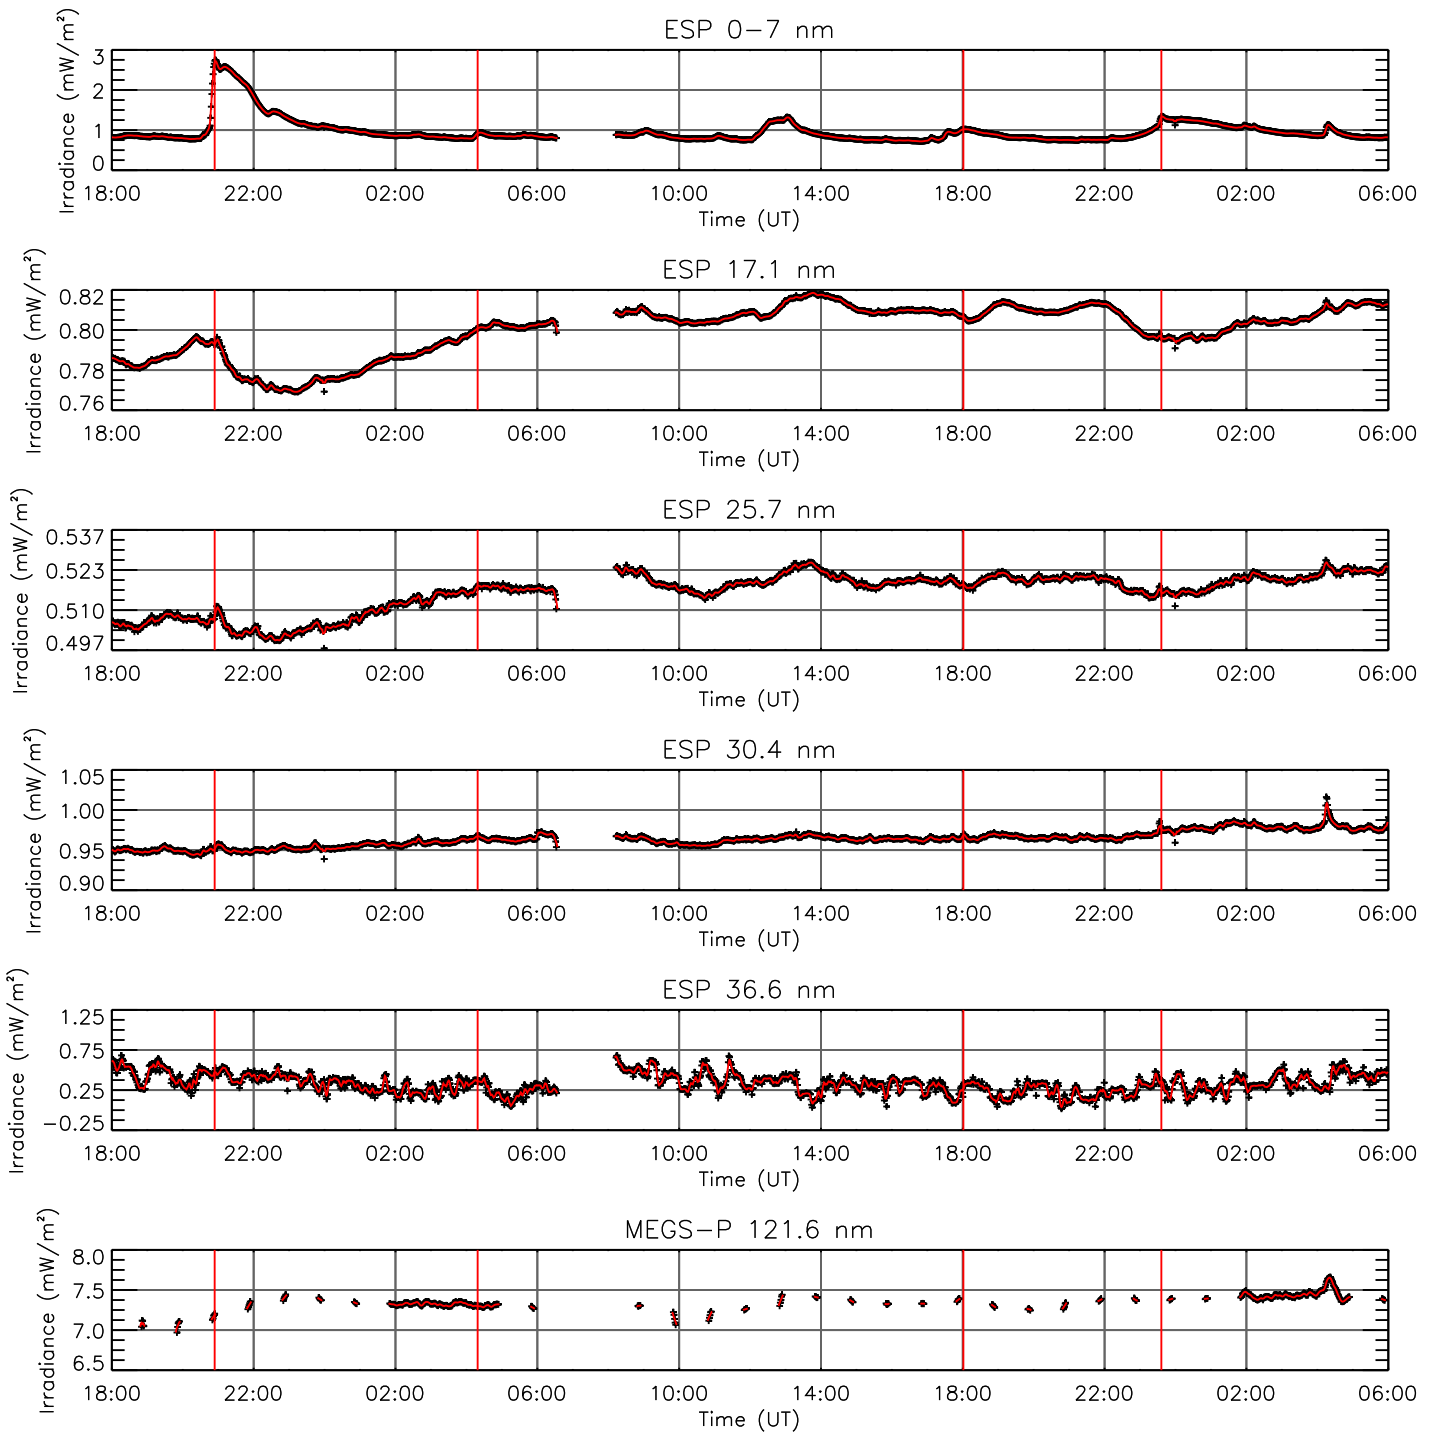 ESP 0-7 nm
Irradiance (mW/m²)
3
2
1
0
18:00 22:00 02:00 06:00 10:00 14:00 18:00 22:00 02:00 06:00
Time (UT)
ESP 17.1 nm
Irradiance (mW/m²)
0.82
0.80
0.78
0.76
18:00 22:00 02:00 06:00 10:00 14:00 18:00 22:00 02:00 06:00
Time (UT)
ESP 25.7 nm
Irradiance (mW/m²)
0.537
0.523
0.510
0.497
18:00 22:00 02:00 06:00 10:00 14:00 18:00 22:00 02:00 06:00
Time (UT)
ESP 30.4 nm
Irradiance (mW/m²)
1.05
1.00
0.95
0.90
18:00 22:00 02:00 06:00 10:00 14:00 18:00 22:00 02:00 06:00
Time (UT)
ESP 36.6 nm
Irradiance (mW/m²)
1.25
0.75
0.25
-0.25
18:00 22:00 02:00 06:00 10:00 14:00 18:00 22:00 02:00 06:00
Time (UT)
MEGS-P 121.6 nm
Irradiance (mW/m²)
8.0
7.5
7.0
6.5
18:00 22:00 02:00 06:00 10:00 14:00 18:00 22:00 02:00 06:00
Time (UT)